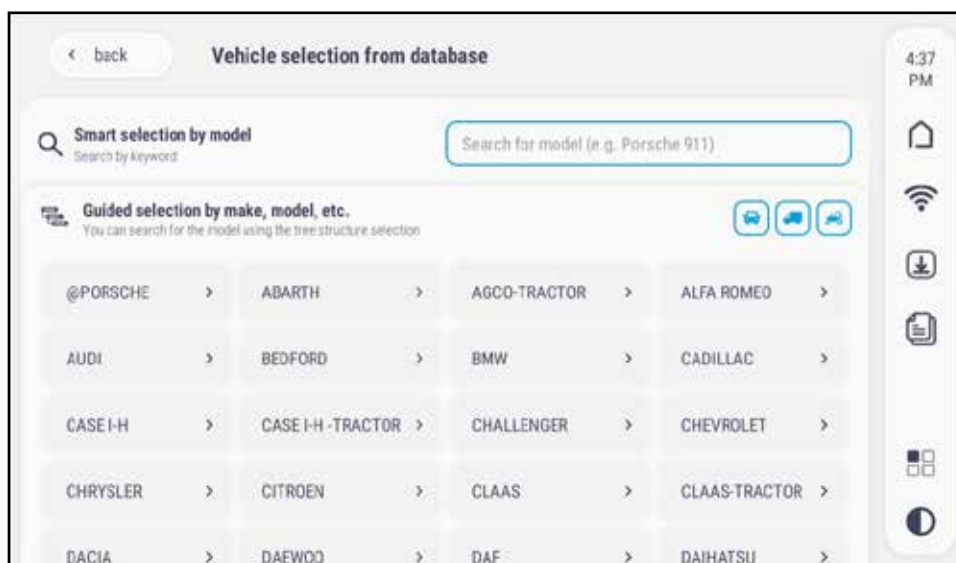 back
Vehicle selection from database
4:37
PM
Smart selection by model
Search by keyword
Search for model (e.g. Porsche 911)
Guided selection by make, model, etc.
You can search for the model using the tree structure selection
@PORSCHE
ABARTH
AGCO-TRACTOR
ALFA ROMEO
AUDI
BEDFORD
BMW
CADILLAC
CASE I-H
CASE I-H -TRACTOR
CHALLENGER
CHEVROLET
CHRYSLER
CITROEN
CLAAS
CLAAS-TRACTOR
DACIA
DAEWOO
DAF
DAIHATSU